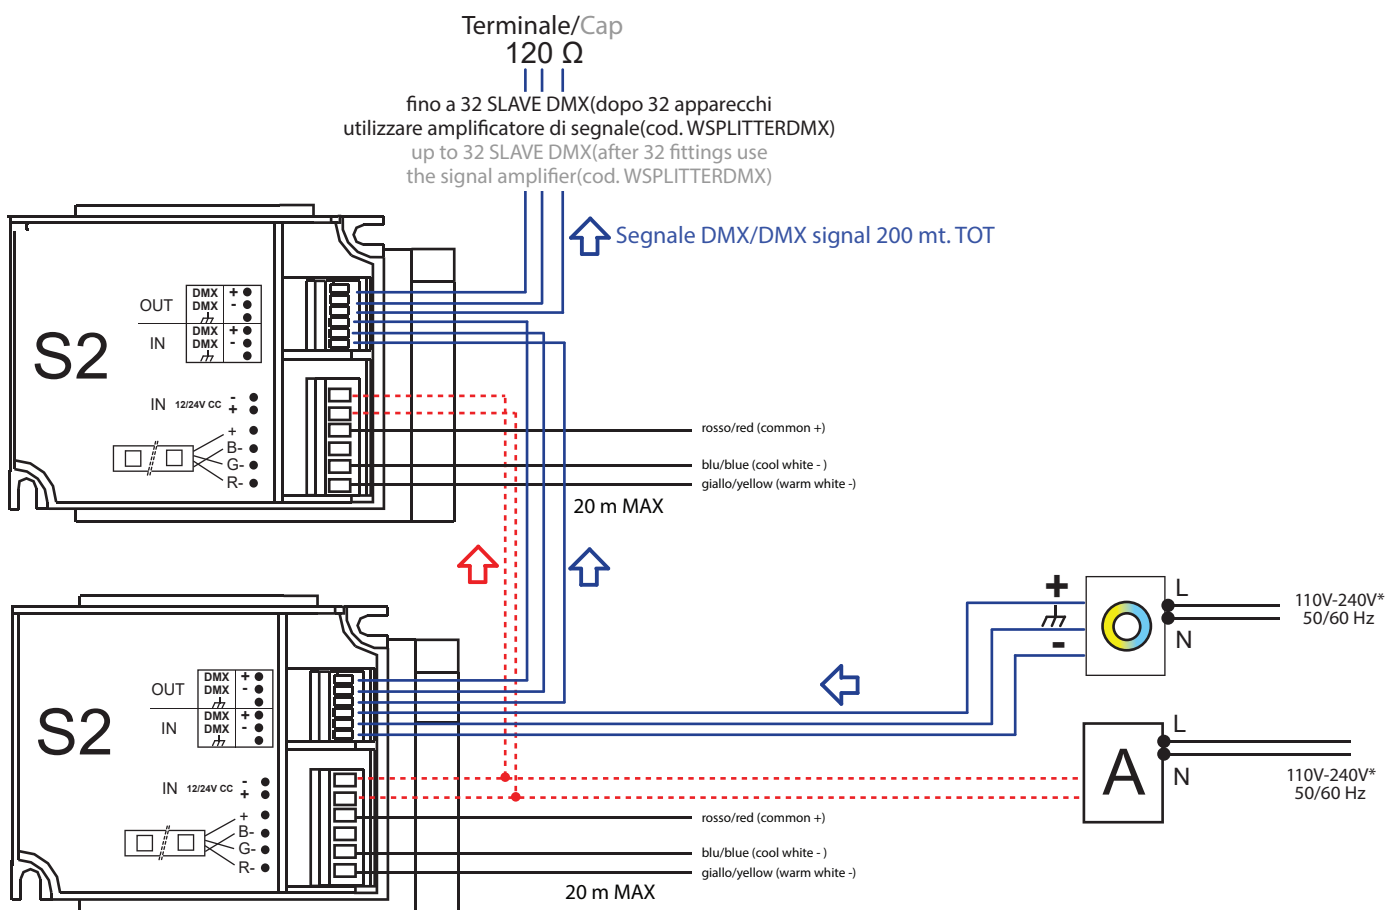 Terminale/Cap
120 Ω
fino a 32 SLAVE DMX(dopo 32 apparecchi
utilizzare amplificatore di segnale(cod. WSPLITTERDMX)
up to 32 SLAVE DMX(after 32 fittings use
the signal amplifier(cod. WSPLITTERDMX)
Segnale DMX/DMX signal 200 mt. TOT
S2
OUT
DMX +
DMX -
IN
DMX +
DMX -
IN 12/24V CC - +
+
B-
G-
R-
rosso/red (common +)
blu/blue (cool white - )
giallo/yellow (warm white -)
20 m MAX
+
-
L
N
110V-240V*
50/60 Hz
S2
OUT
DMX +
DMX -
IN
DMX +
DMX -
IN 12/24V CC - +
+
B-
G-
R-
A
L
N
110V-240V*
50/60 Hz
rosso/red (common +)
blu/blue (cool white - )
giallo/yellow (warm white -)
20 m MAX